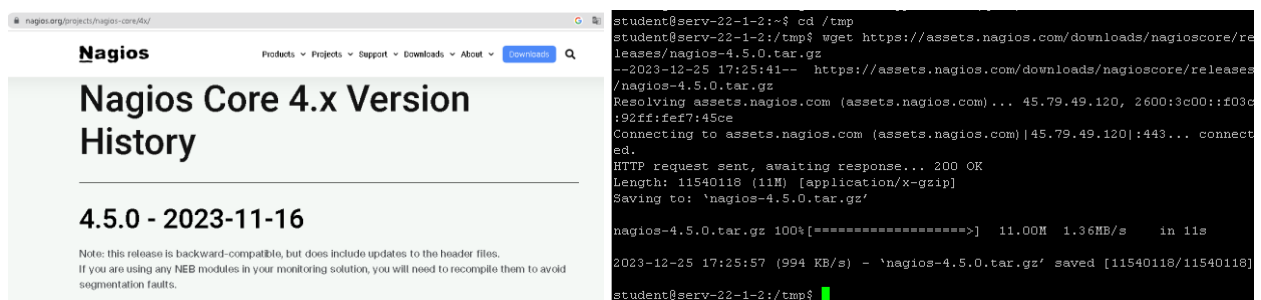 nagios.org/projects/nagios-core/4x/
Nagios
Products Projects Support Downloads About Downloads
Nagios Core 4.x Version
History
4.5.0 - 2023-11-16
Note: this release is backward-compatible, but does include updates to the header files.
If you are using any NEB modules in your monitoring solution, you will need to recompile them to avoid
segmentation faults.
student@serv-22-1-2:~$ cd /tmp
student@serv-22-1-2:/tmp$ wget https://assets.nagios.com/downloads/nagioscore/re
leases/nagios-4.5.0.tar.gz
--2023-12-25 17:25:41--  https://assets.nagios.com/downloads/nagioscore/releases
/nagios-4.5.0.tar.gz
Resolving assets.nagios.com (assets.nagios.com)... 45.79.49.120, 2600:3c00::f03c
:92ff:fef7:45ce
Connecting to assets.nagios.com (assets.nagios.com)|45.79.49.120|:443... connect
ed.
HTTP request sent, awaiting response... 200 OK
Length: 11540118 (11M) [application/x-gzip]
Saving to: ‘nagios-4.5.0.tar.gz’
nagios-4.5.0.tar.gz 100%[===================>]  11.00M  1.36MB/s    in 11s
2023-12-25 17:25:57 (994 KB/s) - ‘nagios-4.5.0.tar.gz’ saved [11540118/11540118]
student@serv-22-1-2:/tmp$